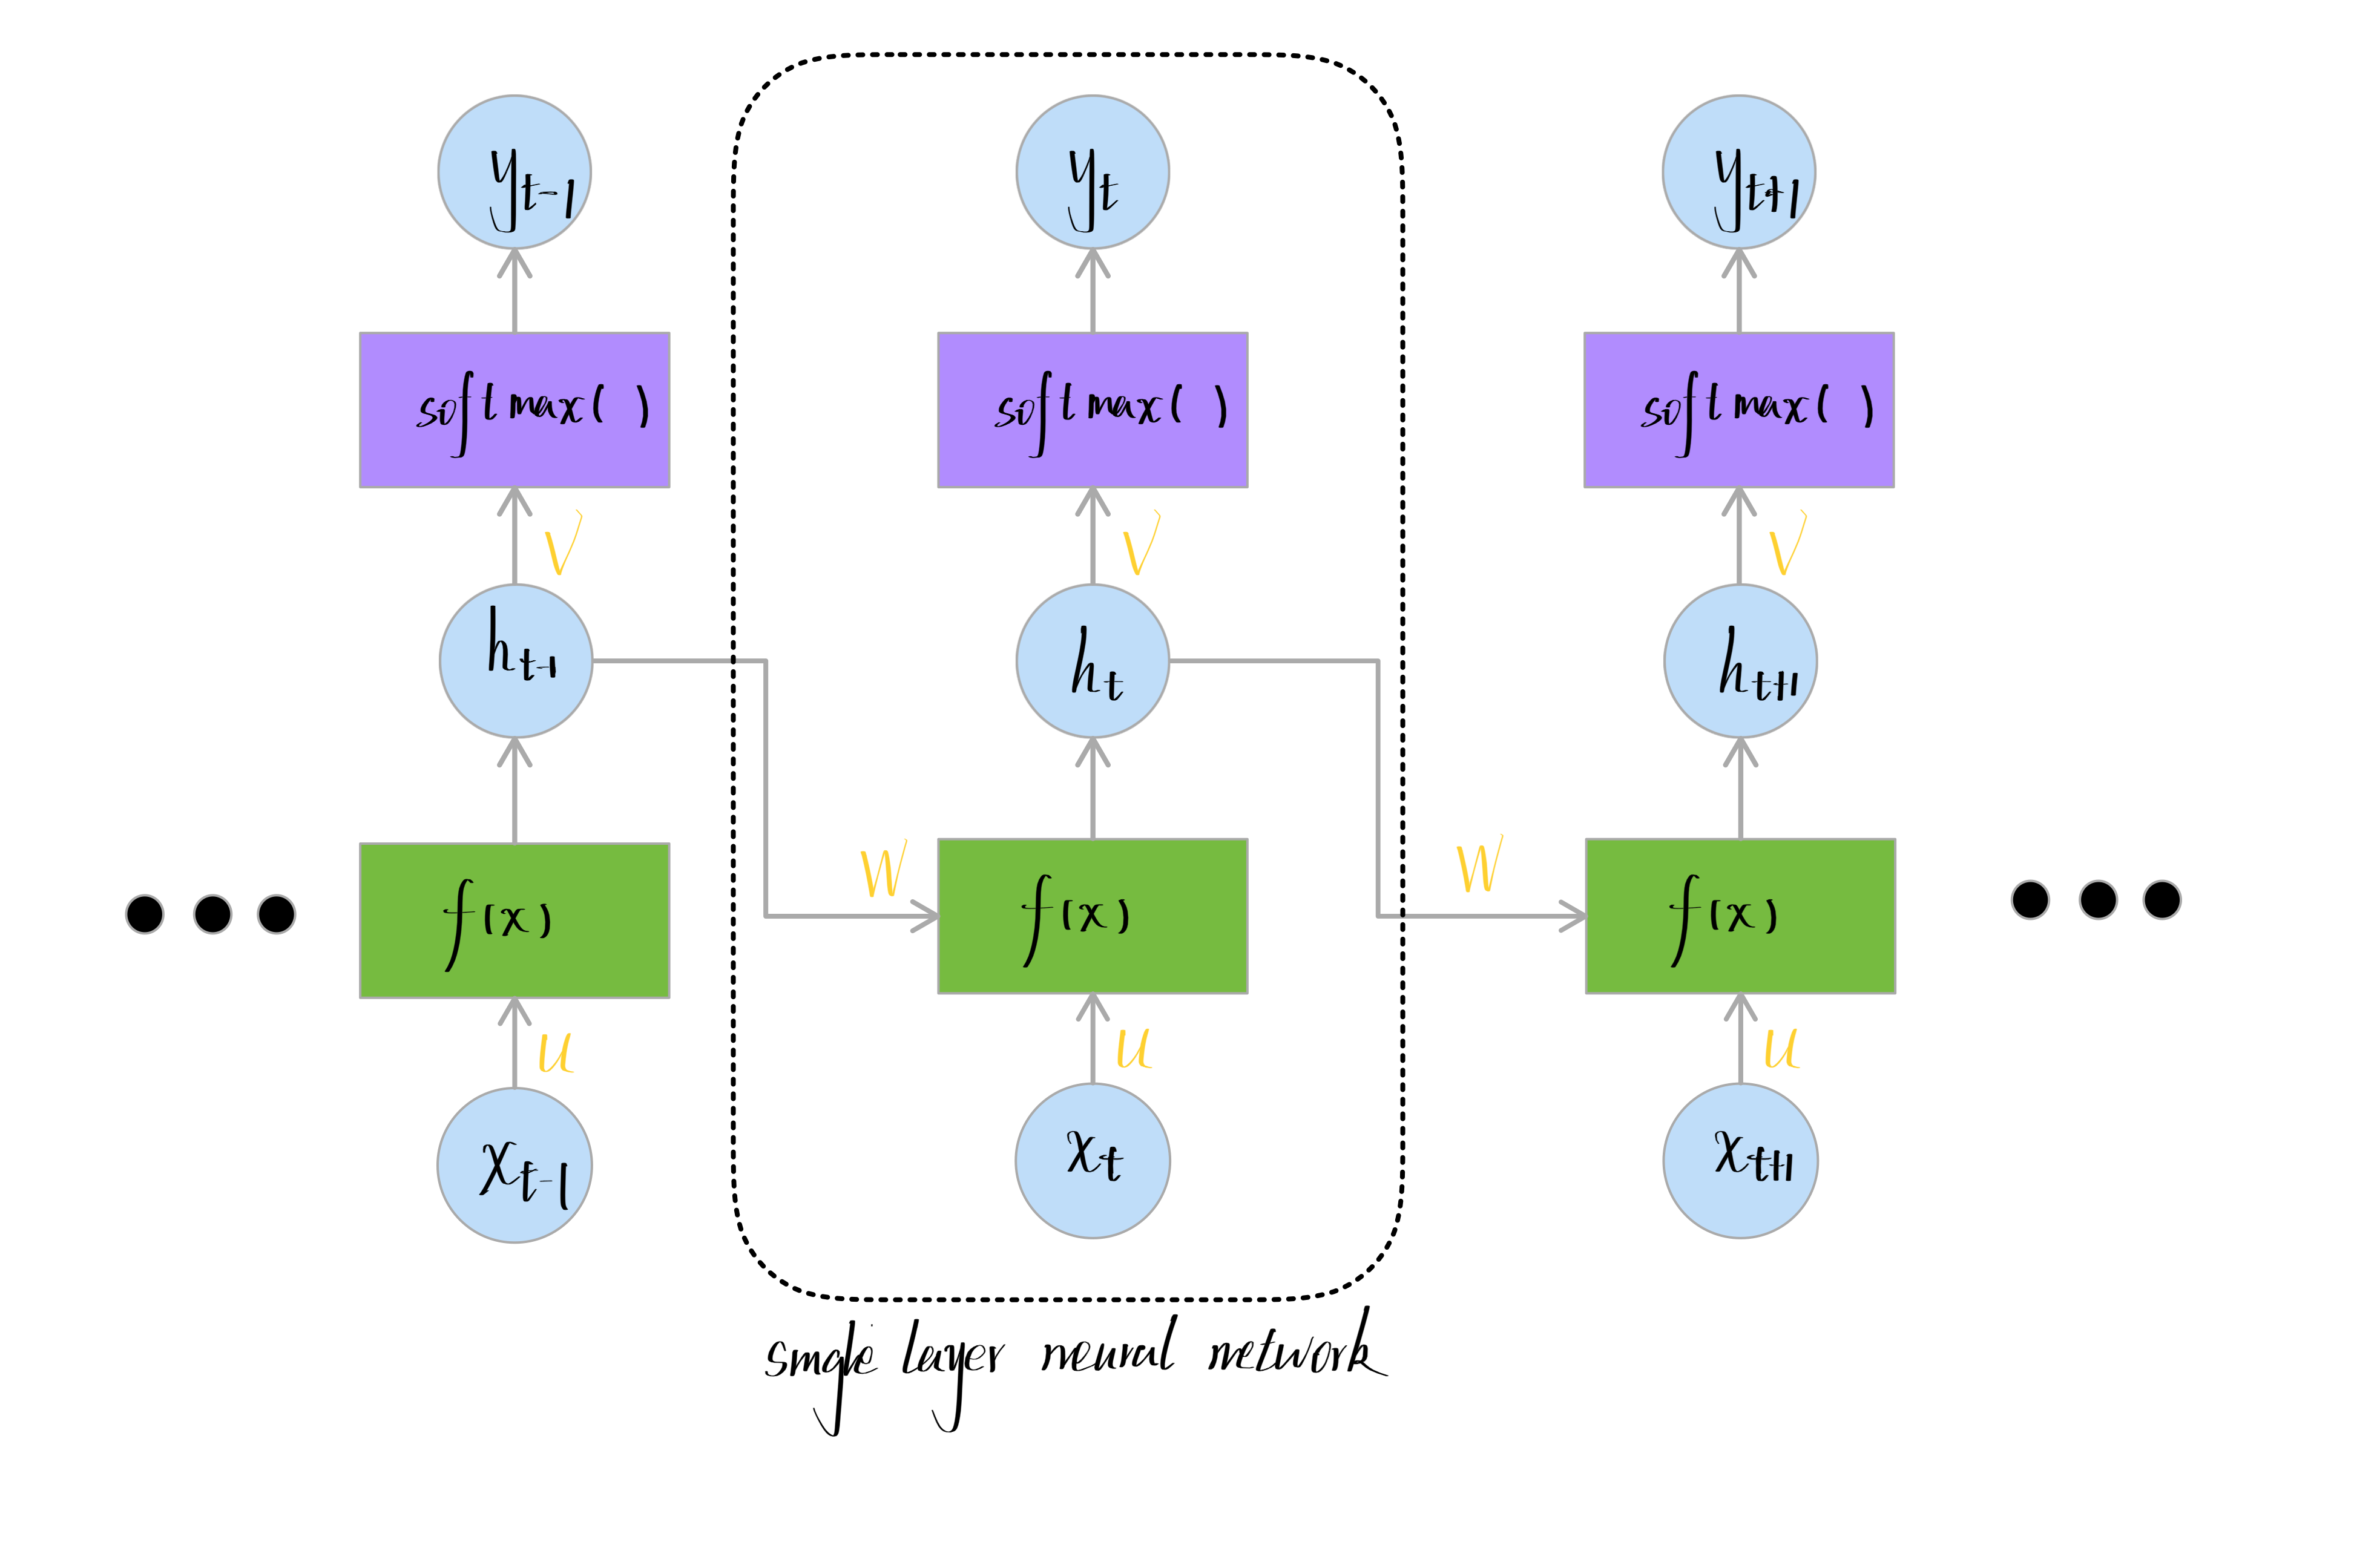 y_{t-1} y_t y_{t+1}
softmax( ) softmax( ) softmax( )
V V V
h_{t-1} h_t h_{t+1}
W W
f(x) f(x) f(x)
u u u
x_{t-1} x_t x_{t+1}
single layer neural network